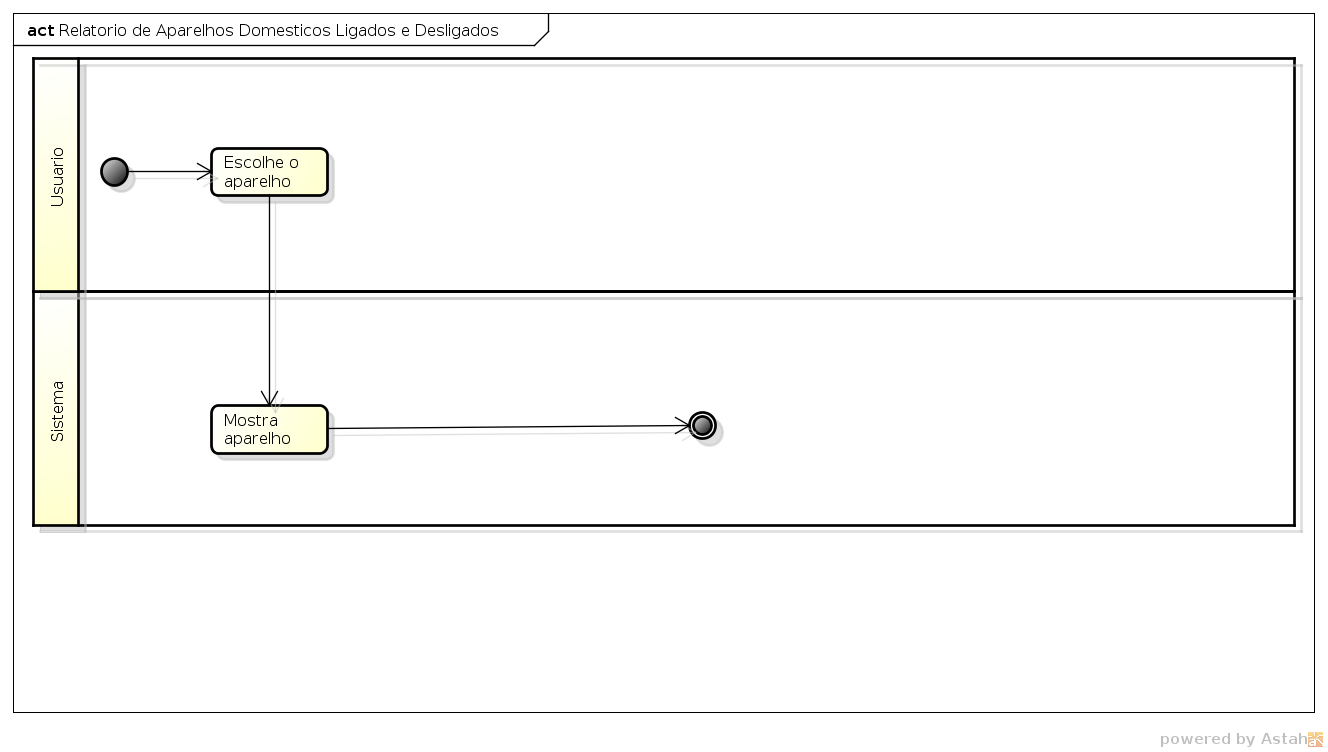 act Relatorio de Aparelhos Domesticos Ligados e Desligados
Usuario
Escolhe o
aparelho
Sistema
Mostra
aparelho
powered by Astah